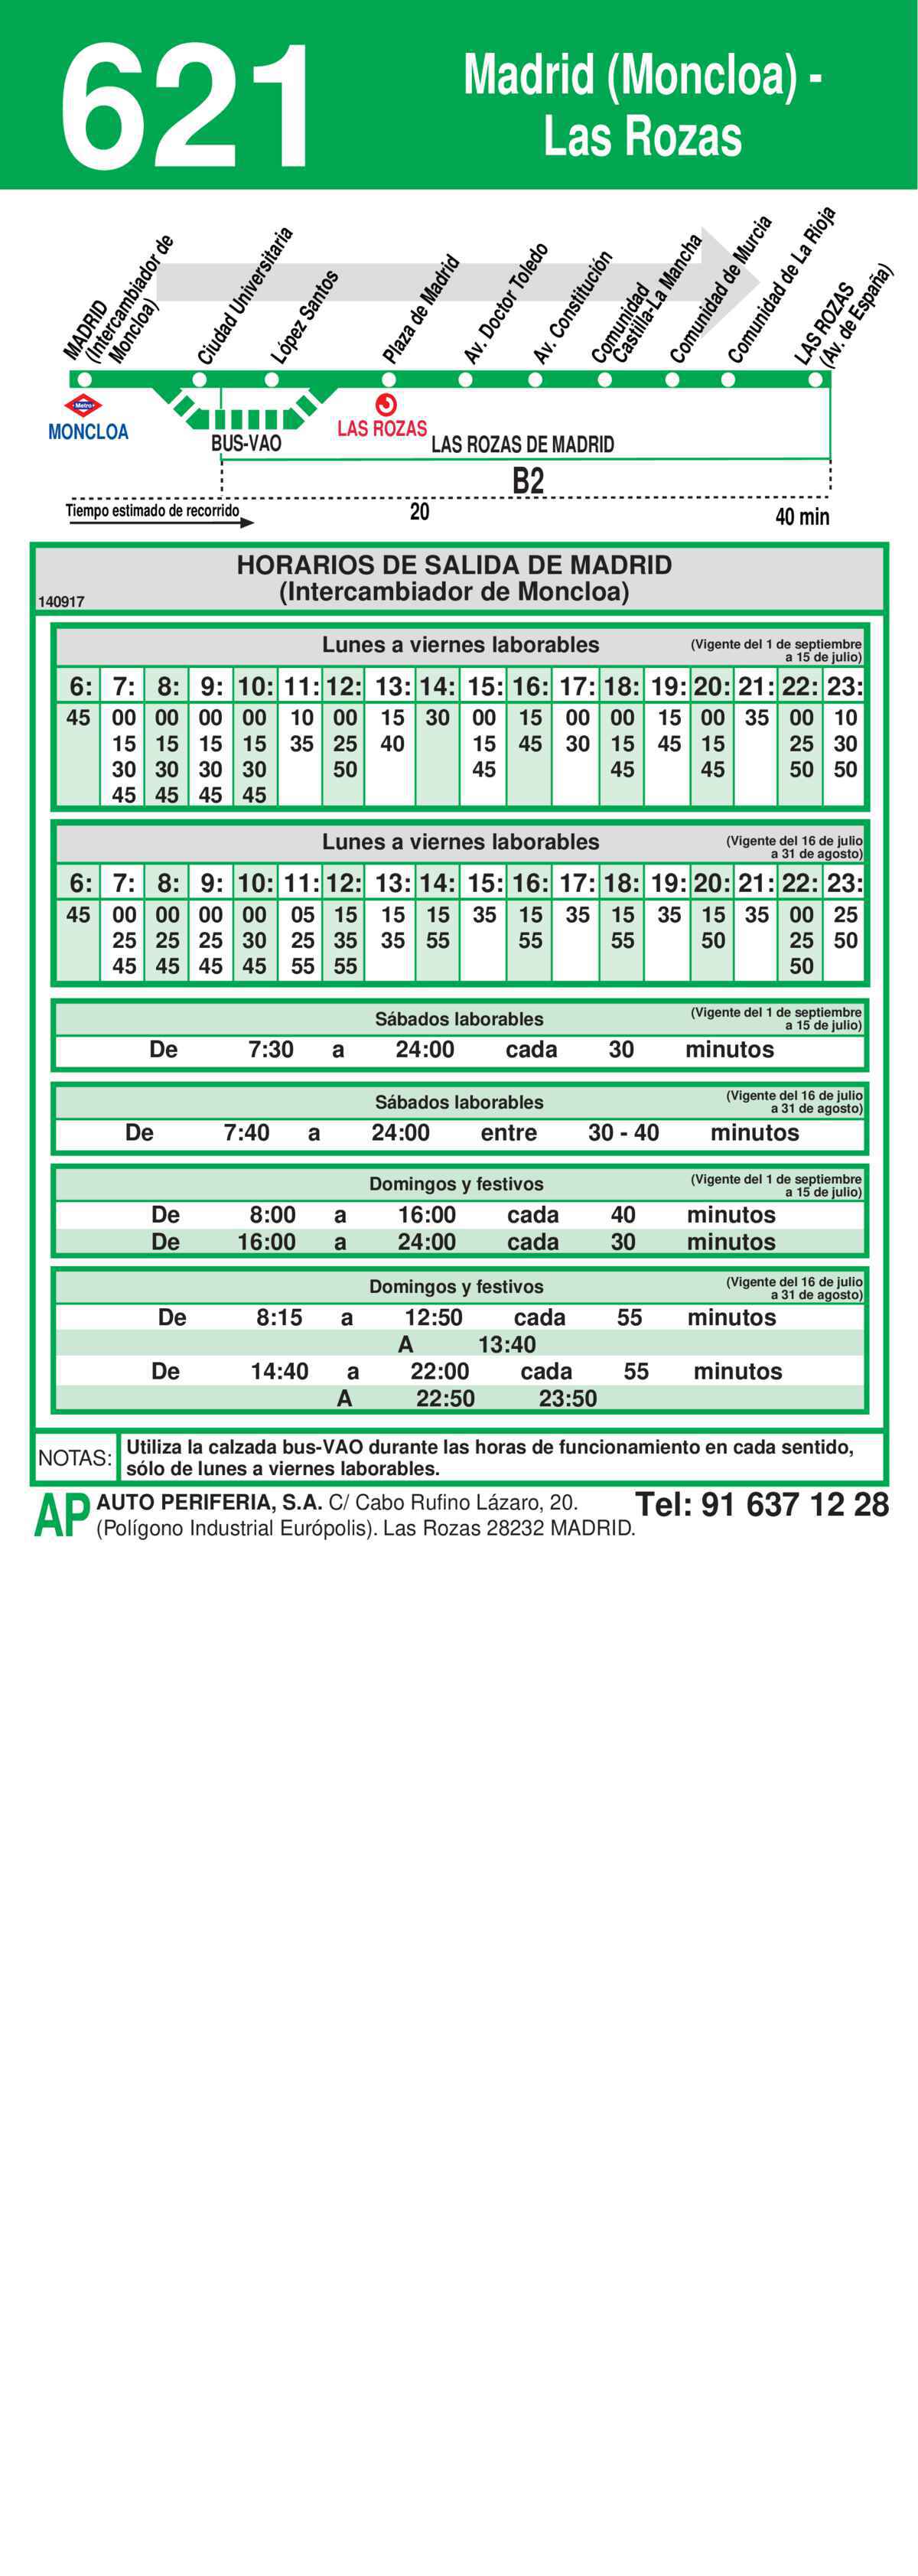 621
Madrid (Moncloa) -
Las Rozas
MADRID
(Intercambiador de
Moncloa)
Ciudad Universitaria
López Santos
Plaza de Madrid
Av. Doctor Toledo
Av. Constitución
Comunidad
Castilla-La Mancha
Comunidad de Murcia
Comunidad de La Rioja
LAS ROZAS
(Av. de España)
Metro
MONCLOA
BUS-VAO
LAS ROZAS
LAS ROZAS DE MADRID
B2
Tiempo estimado de recorrido
20
40 min
HORARIOS DE SALIDA DE MADRID
(Intercambiador de Moncloa)
140917
Lunes a viernes laborables (Vigente del 1 de septiembre
a 15 de julio)
6: 7: 8: 9: 10: 11: 12: 13: 14: 15: 16: 17: 18: 19: 20: 21: 22: 23:
45 00 00 00 00 10 00 15 30 00 15 00 00 15 00 35 00 10
15 15 15 15 35 25 40 15 45 30 15 45 15 25 30
30 30 30 30 50 45 45 45 50 50
45 45 45 45
Lunes a viernes laborables (Vigente del 16 de julio
a 31 de agosto)
6: 7: 8: 9: 10: 11: 12: 13: 14: 15: 16: 17: 18: 19: 20: 21: 22: 23:
45 00 00 00 00 05 15 15 15 35 15 35 15 35 15 35 00 25
25 25 25 30 25 35 35 55 55 55 50 25 50
45 45 45 45 55 55 50
Sábados laborables (Vigente del 1 de septiembre
a 15 de julio)
De 7:30 a 24:00 cada 30 minutos
Sábados laborables (Vigente del 16 de julio
a 31 de agosto)
De 7:40 a 24:00 entre 30 - 40 minutos
Domingos y festivos (Vigente del 1 de septiembre
a 15 de julio)
De 8:00 a 16:00 cada 40 minutos
De 16:00 a 24:00 cada 30 minutos
Domingos y festivos (Vigente del 16 de julio
a 31 de agosto)
De 8:15 a 12:50 cada 55 minutos
A 13:40
De 14:40 a 22:00 cada 55 minutos
A 22:50 23:50
NOTAS: Utiliza la calzada bus-VAO durante las horas de funcionamiento en cada sentido,
sólo de lunes a viernes laborables.
AP AUTO PERIFERIA, S.A. C/ Cabo Rufino Lázaro, 20. Tel: 91 637 12 28
(Polígono Industrial Európolis). Las Rozas 28232 MADRID.